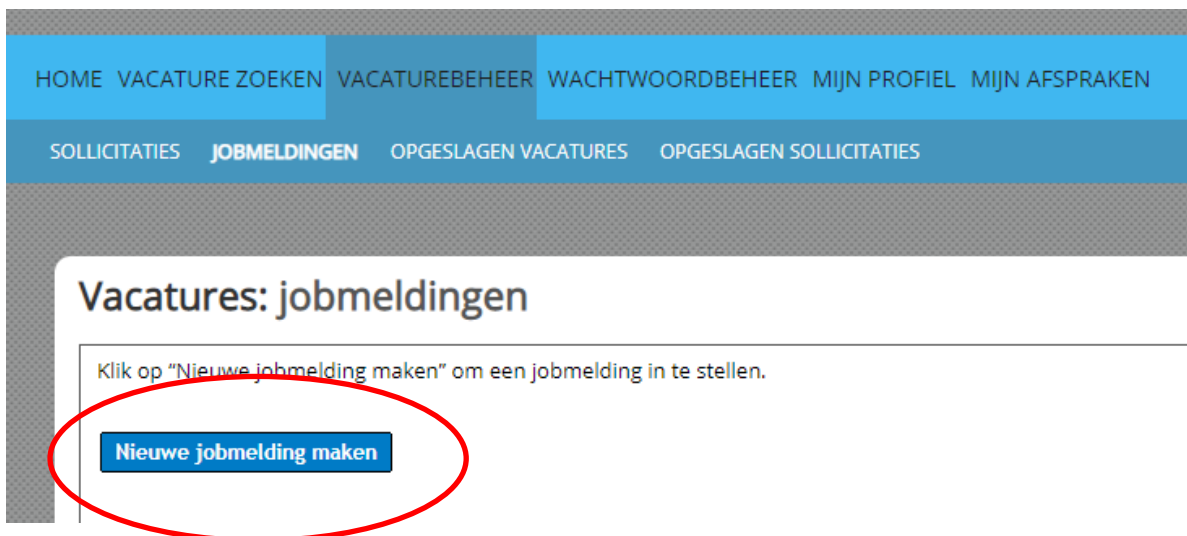 HOME VACATURE ZOEKEN VACATUREBEHEER WACHTWOORDBEHEER MIJN PROFIEL MIJN AFSPRAKEN
SOLLICITATIES JOBMELDINGEN OPGESLAGEN VACATURES OPGESLAGEN SOLLICITATIES
Vacatures: jobmeldingen
Klik op “Nieuwe jobmelding maken” om een jobmelding in te stellen.
Nieuwe jobmelding maken